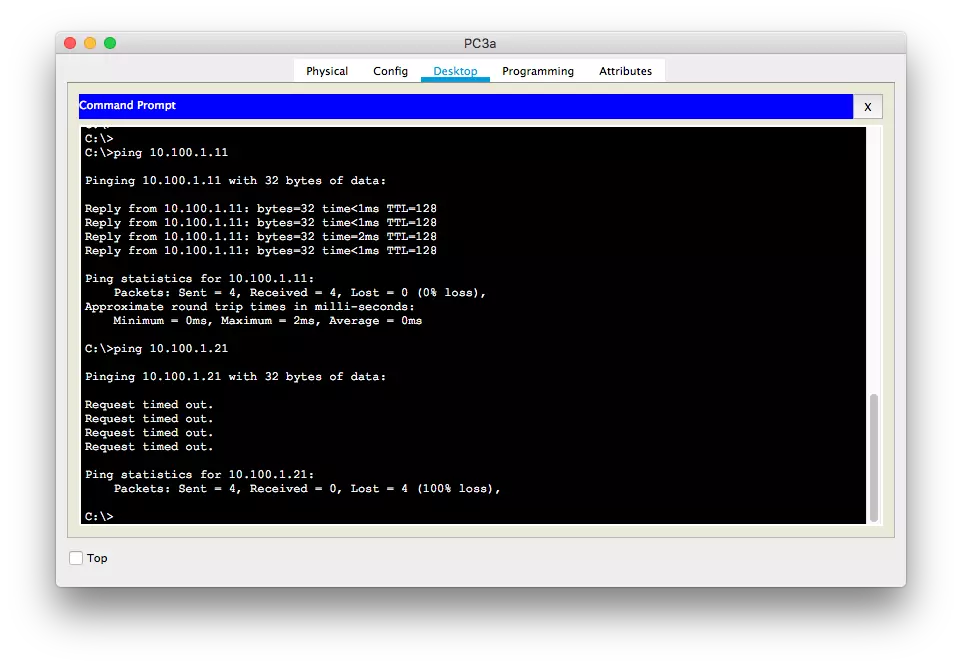 PC3a
Physical Config Desktop Programming Attributes
Command Prompt X
C:\>
C:\>ping 10.100.1.11
Pinging 10.100.1.11 with 32 bytes of data:
Reply from 10.100.1.11: bytes=32 time<1ms TTL=128
Reply from 10.100.1.11: bytes=32 time<1ms TTL=128
Reply from 10.100.1.11: bytes=32 time=2ms TTL=128
Reply from 10.100.1.11: bytes=32 time<1ms TTL=128
Ping statistics for 10.100.1.11:
Packets: Sent = 4, Received = 4, Lost = 0 (0% loss),
Approximate round trip times in milli-seconds:
Minimum = 0ms, Maximum = 2ms, Average = 0ms
C:\>ping 10.100.1.21
Pinging 10.100.1.21 with 32 bytes of data:
Request timed out.
Request timed out.
Request timed out.
Request timed out.
Ping statistics for 10.100.1.21:
Packets: Sent = 4, Received = 0, Lost = 4 (100% loss),
C:\>
Top